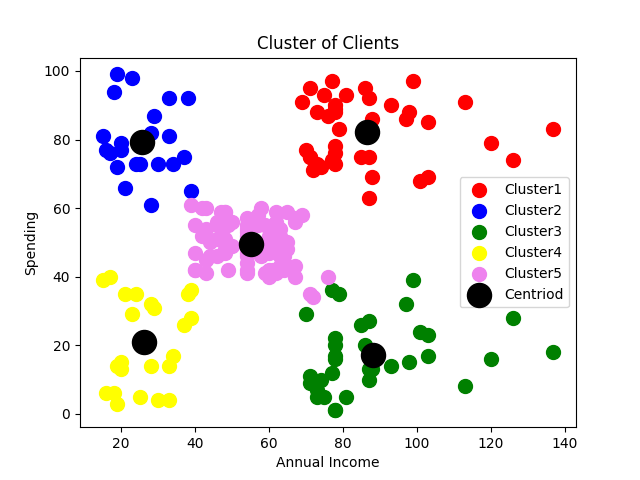 Cluster of Clients
Spending
100
80
60
40
20
0
20 40 60 80 100 120 140
Annual Income
Cluster1
Cluster2
Cluster3
Cluster4
Cluster5
Centriod